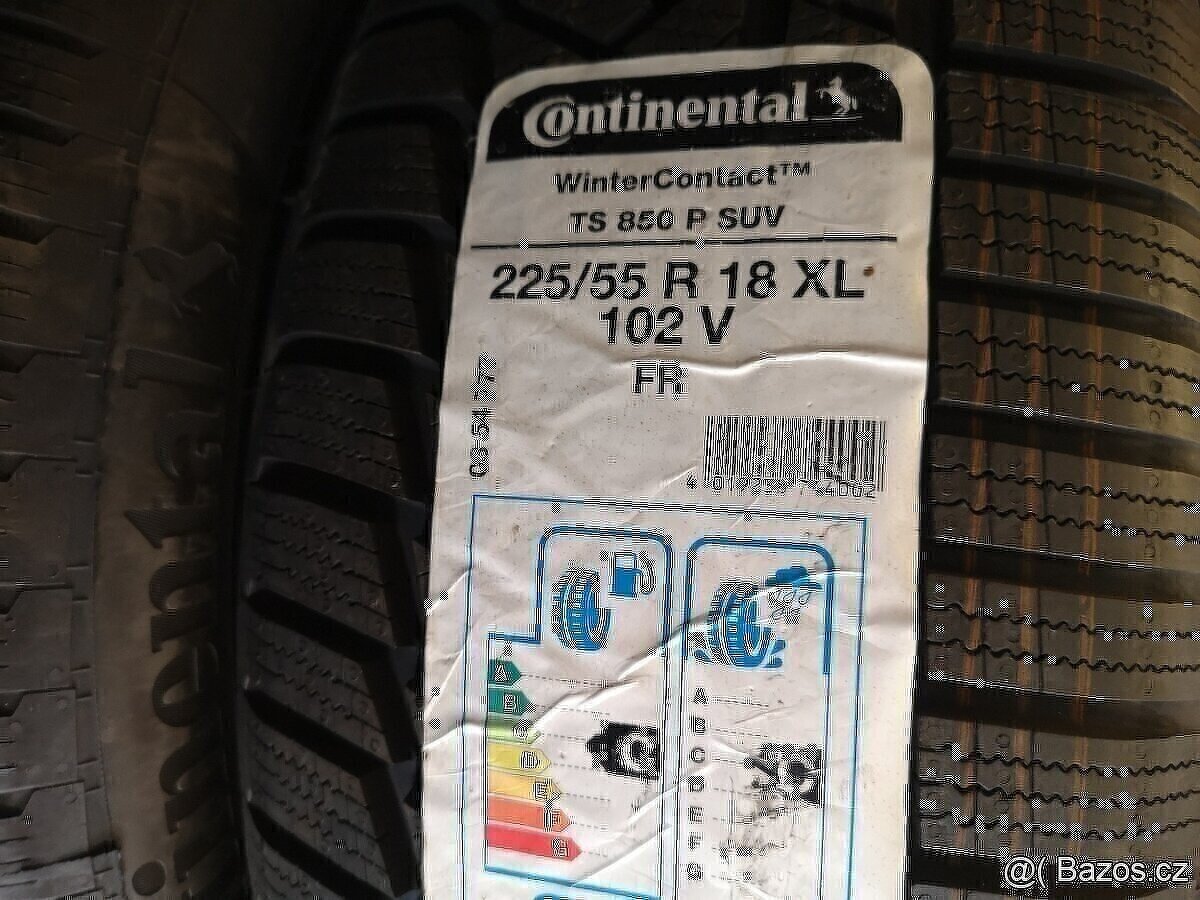 Continental
WinterContact™
TS 850 P SUV
225/55 R 18 XL
102 V
FR
A
B
E
F
G
A
B
C
E
F
G
@( Bazos.cz